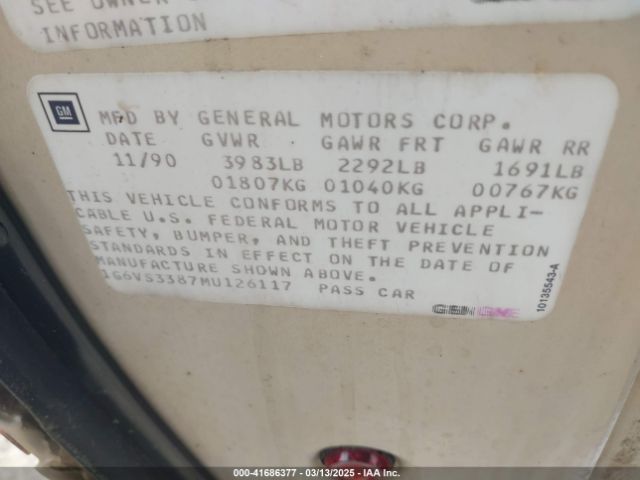 SEE OWNER
INFORMATION
GM
MFD BY GENERAL MOTORS CORP.
DATE GVWR GAWR FRT GAWR RR
11/90 3983LB 2292LB 1691LB
01807KG 01040KG 00767KG
THIS VEHICLE CONFORMS TO ALL APPLI-
CABLE U.S. FEDERAL MOTOR VEHICLE
SAFETY, BUMPER, AND THEFT PREVENTION
STANDARDS IN EFFECT ON THE DATE OF
MANUFACTURE SHOWN ABOVE.
1G6VS3387MU126117 PASS CAR
10135543-A
000-41686377 - 03/13/2025 - IAA Inc.